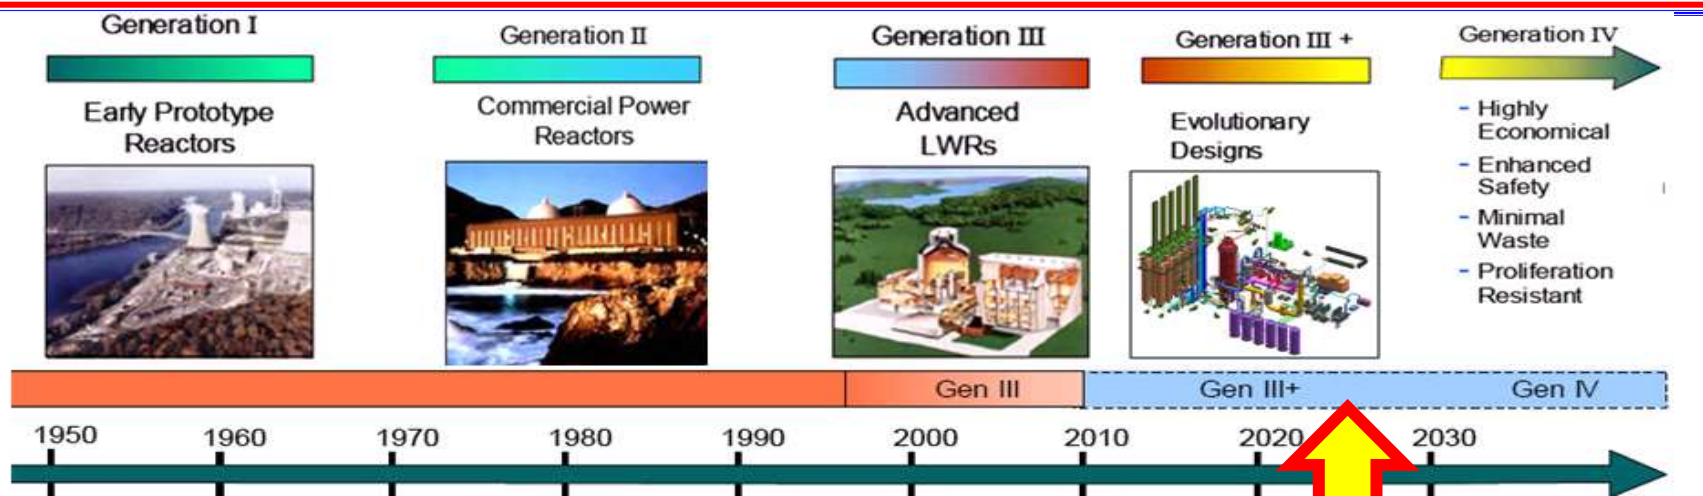 Generation I
Early Prototype
Reactors
Generation II
Commercial Power
Reactors
Generation III
Advanced
LWRs
Generation III +
Evolutionary
Designs
Generation IV
- Highly
Economical
- Enhanced
Safety
- Minimal
Waste
- Proliferation
Resistant
Gen III
Gen III+
Gen IV
1950
1960
1970
1980
1990
2000
2010
2020
2030